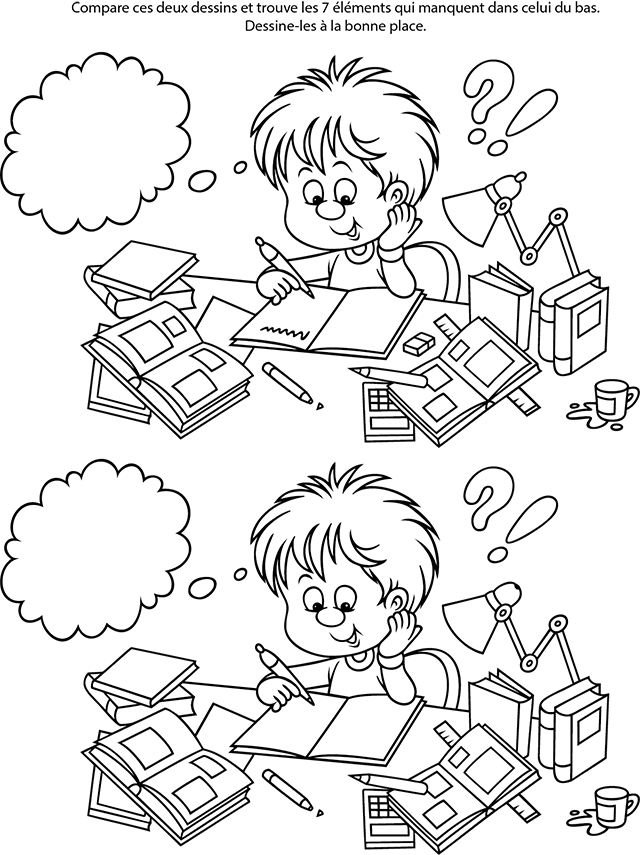 Compare ces deux dessins et trouve les 7 éléments qui manquent dans celui du bas.
Dessine-les à la bonne place.